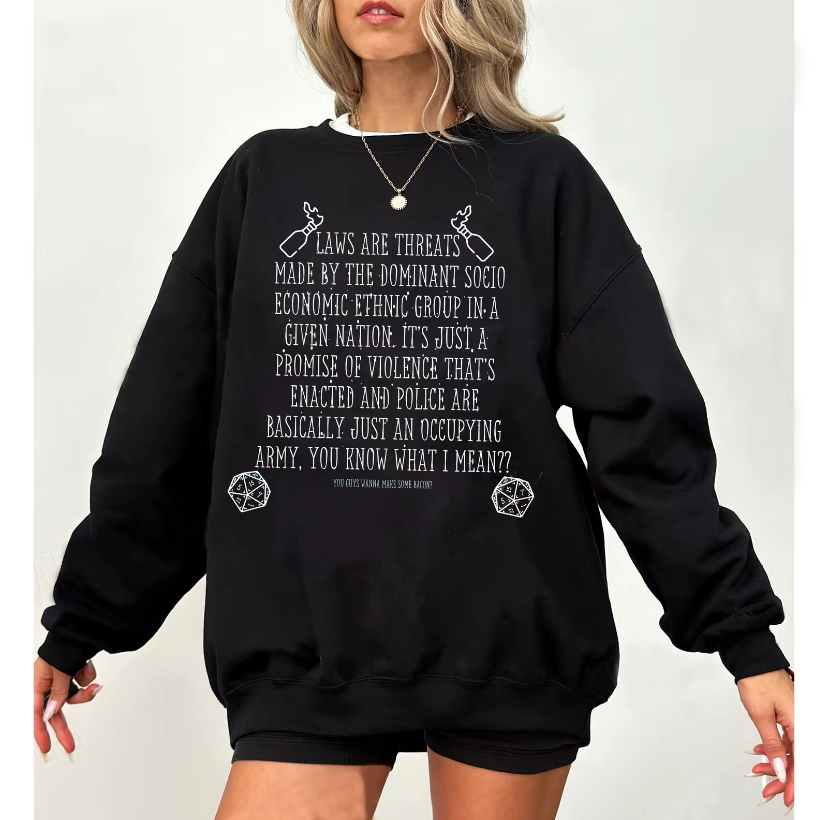 LAWS ARE THREATS
MADE BY THE DOMINANT SOCIO
ECONOMIC ETHNIC GROUP IN A
GIVEN NATION. IT'S JUST A
PROMISE OF VIOLENCE THAT'S
ENACTED AND POLICE ARE
BASICALLY JUST AN OCCUPYING
ARMY, YOU KNOW WHAT I MEAN??
YOU GUYS WANNA MAKE SOME BACON?